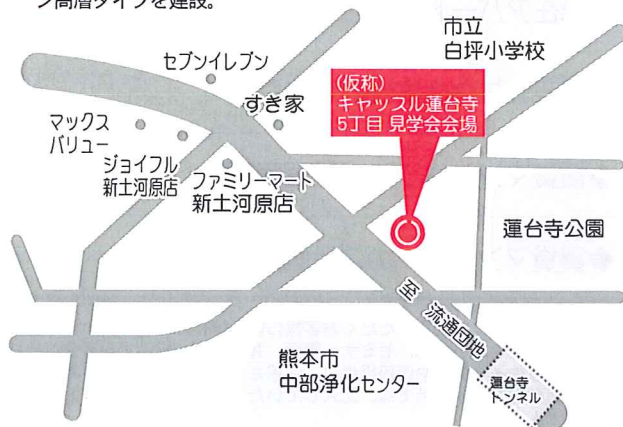 ン高層タイプを建設。
市立
白坪小学校
セブンイレブン
すき家
(仮称)
キャッスル蓮台寺
5丁目 見学会会場
マックス
バリュー
ジョイフル
新土河原店
ファミリーマート
新土河原店
蓮台寺公園
至 流通団地
熊本市
中部浄化センター
蓮台寺
トンネル